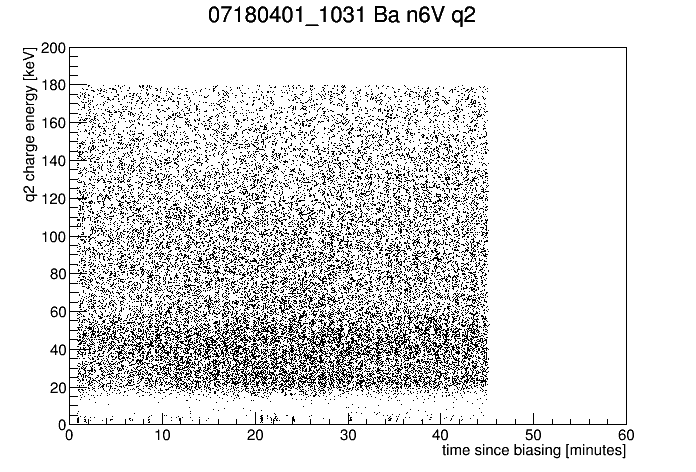 07180401_1031 Ba n6V q2
q2 charge energy [keV]
200
180
160
140
120
100
80
60
40
20
0
0 10 20 30 40 50 60
time since biasing [minutes]